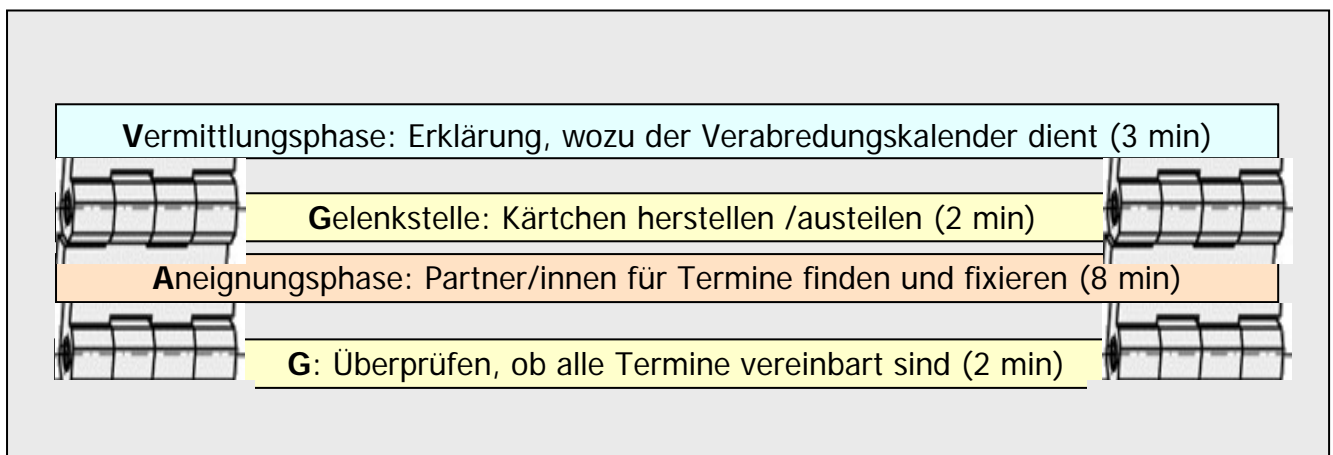 Vermittlungsphase: Erklärung, wozu der Verabredungskalender dient (3 min)
Gelenkstelle: Kärtchen herstellen /austeilen (2 min)
Aneignungsphase: Partner/innen für Termine finden und fixieren (8 min)
G: Überprüfen, ob alle Termine vereinbart sind (2 min)